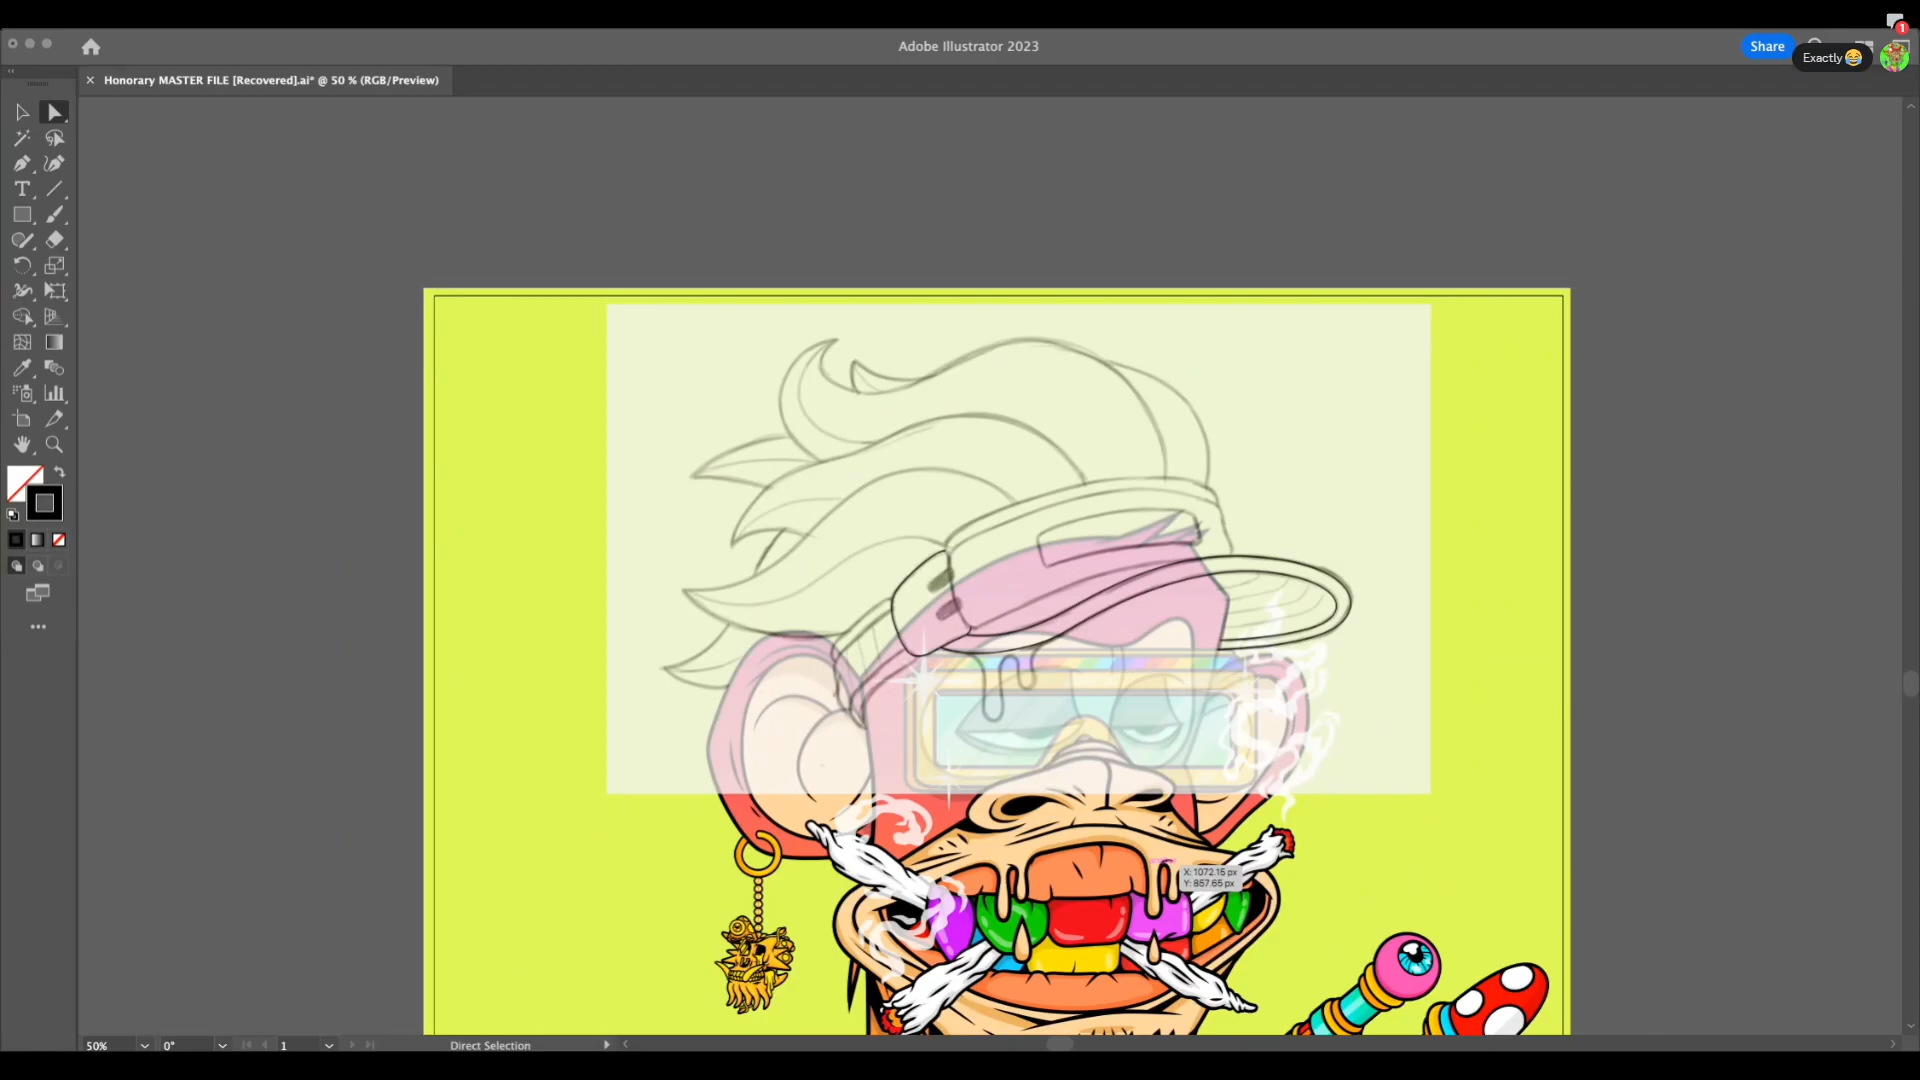 Adobe Illustrator 2023
Share
1
Exactly 😂
Honorary MASTER FILE [Recovered].ai* @ 50 % (RGB/Preview)
X: 1072.15 px
Y: 857.65 px
50%
0°
1
Direct Selection